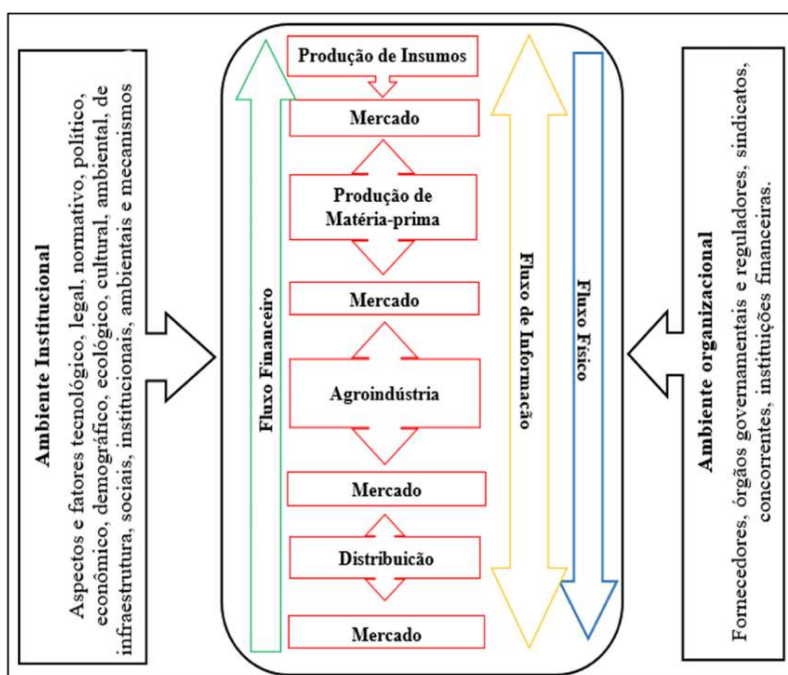 Ambiente Institucional
Aspectos e fatores tecnológico, legal, normativo, político,
econômico, demográfico, ecológico, cultural, ambiental, de
infraestrutura, sociais, institucionais, ambientais e mecanismos
Fluxo Financeiro
Produção de Insumos
Mercado
Produção de
Matéria-prima
Mercado
Agroindústria
Mercado
Distribuicão
Mercado
Fluxo de Informação
Fluxo Físico
Ambiente organizacional
Fornecedores, órgãos governamentais e reguladores, sindicatos,
concorrentes, instituições financeiras.